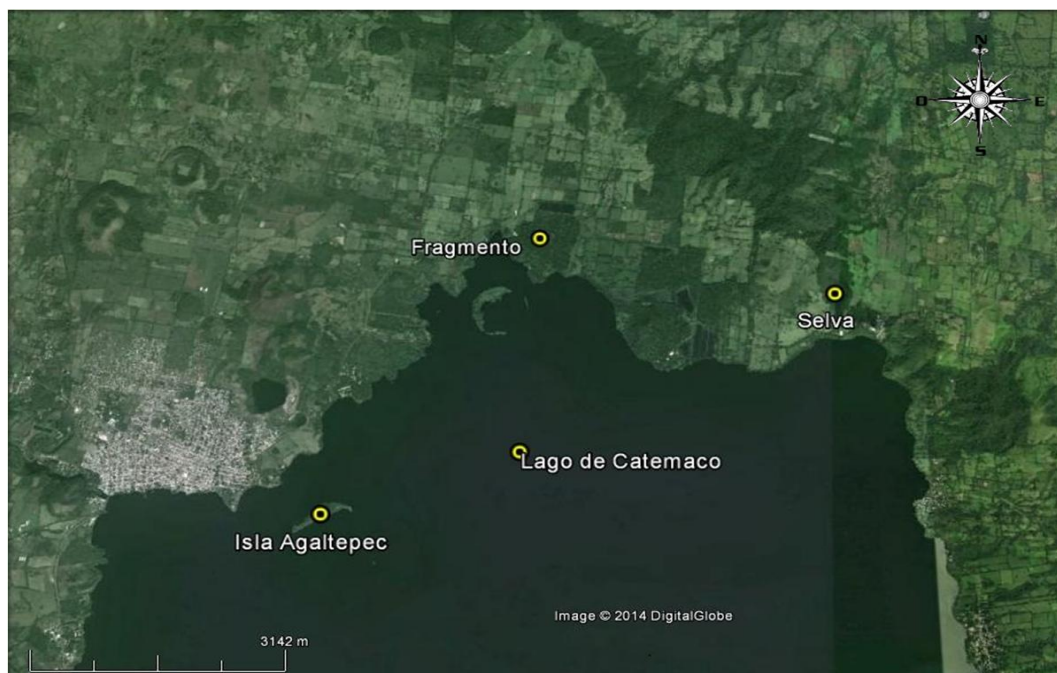 N
O
E
S
Fragmento
Selva
Lago de Catemaco
Isla Agaltepec
Image © 2014 DigitalGlobe
3142 m